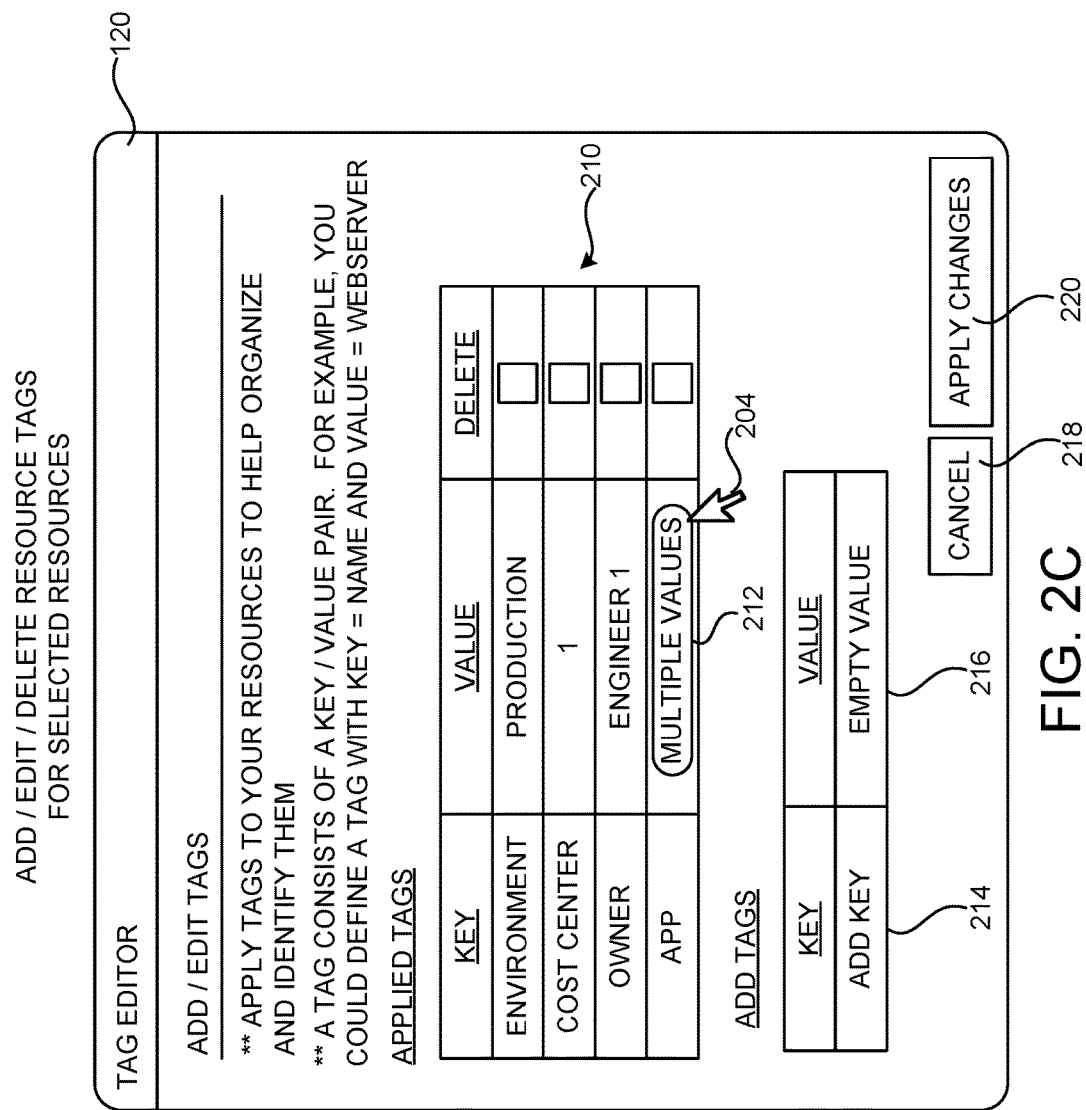 ADD / EDIT / DELETE RESOURCE TAGS
FOR SELECTED RESOURCES
TAG EDITOR
120
ADD / EDIT TAGS
** APPLY TAGS TO YOUR RESOURCES TO HELP ORGANIZE
AND IDENTIFY THEM
** A TAG CONSISTS OF A KEY / VALUE PAIR. FOR EXAMPLE, YOU
COULD DEFINE A TAG WITH KEY = NAME AND VALUE = WEBSERVER
APPLIED TAGS
KEY VALUE DELETE
ENVIRONMENT PRODUCTION
COST CENTER 1
OWNER ENGINEER 1
APP MULTIPLE VALUES
210
204
212
ADD TAGS
KEY VALUE
ADD KEY EMPTY VALUE
214
216
CANCEL APPLY CHANGES
218
220
FIG. 2C